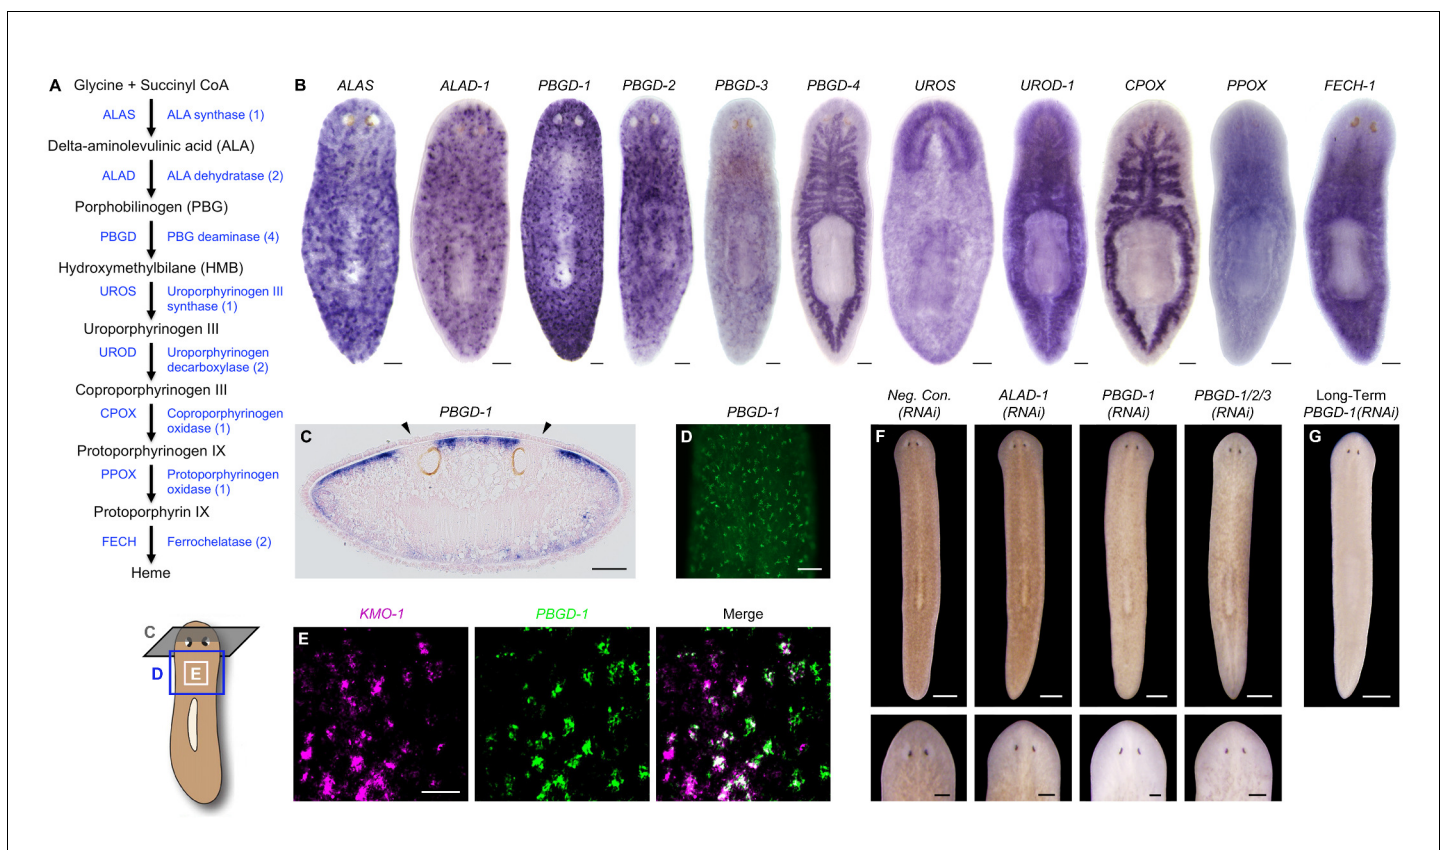 A
Glycine + Succinyl CoA
ALAS
ALA synthase (1)
Delta-aminolevulinic acid (ALA)
ALAD
ALA dehydratase (2)
Porphobilinogen (PBG)
PBGD
PBG deaminase (4)
Hydroxymethylbilane (HMB)
UROS
Uroporphyrinogen III
synthase (1)
Uroporphyrinogen III
UROD
Uroporphyrinogen
decarboxylase (2)
Coproporphyrinogen III
CPOX
Coproporphyrinogen
oxidase (1)
Protoporphyrinogen IX
PPOX
Protoporphyrinogen
oxidase (1)
Protoporphyrin IX
FECH
Ferrochelatase (2)
Heme
C
D
E
B
ALAS
ALAD-1
PBGD-1
PBGD-2
PBGD-3
PBGD-4
UROS
UROD-1
CPOX
PPOX
FECH-1
PBGD-1
C
PBGD-1
D
KMO-1
PBGD-1
Merge
E
Neg. Con.
(RNAi)
ALAD-1
(RNAi)
PBGD-1
(RNAi)
PBGD-1/2/3
(RNAi)
F
Long-Term
PBGD-1(RNAi)
G